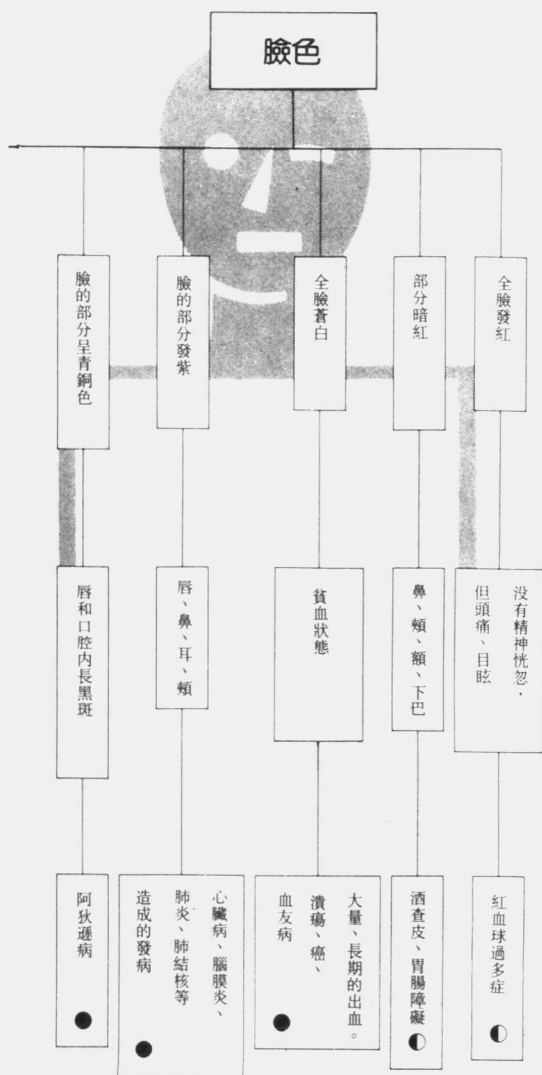 臉色
全臉發紅
没有精神恍忽，
但頭痛、目眩
紅血球過多症
部分暗紅
鼻、頰、額、下巴
酒查皮、胃腸障礙
全臉蒼白
貧血狀態
大量、長期的出血。
潰瘍、癌、
血友病
臉的部分發紫
唇、鼻、耳、頰
心臟病、腦膜炎、
肺炎、肺結核等
造成的發病
臉的部分呈青銅色
唇和口腔内長黑斑
阿狄遜病